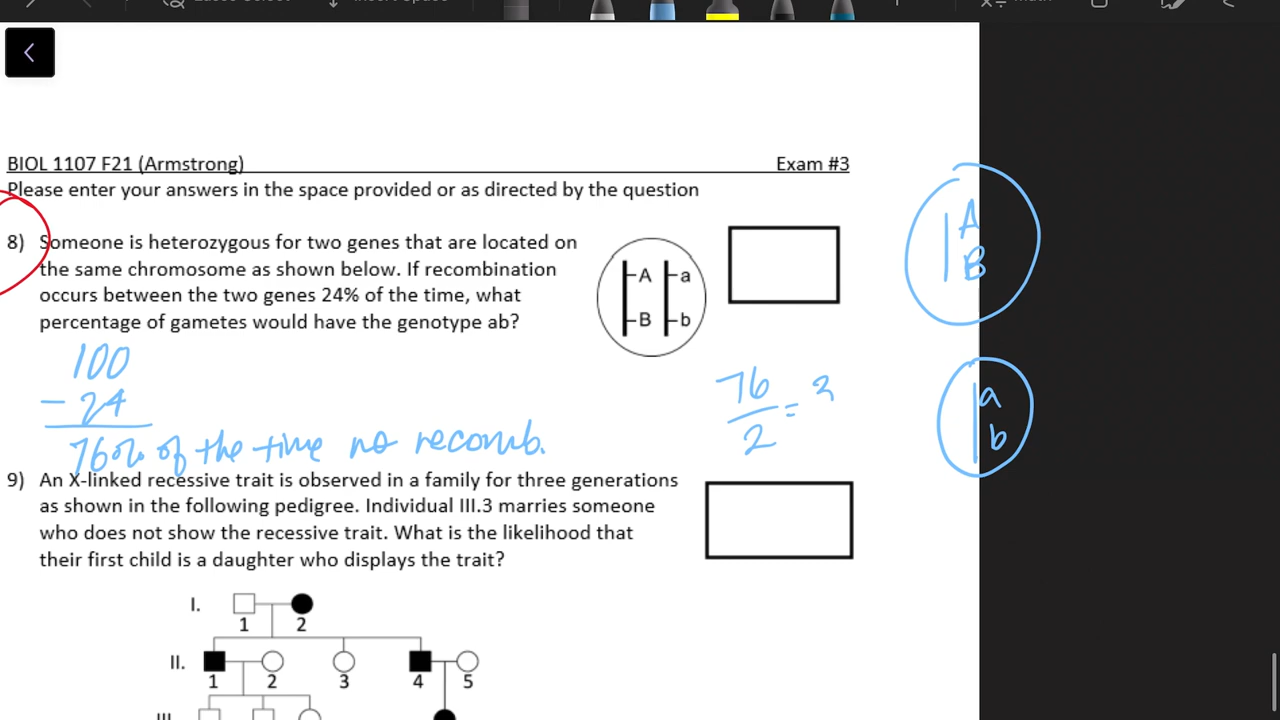 BIOL 1107 F21 (Armstrong) Exam #3
Please enter your answers in the space provided or as directed by the question
8) Someone is heterozygous for two genes that are located on
the same chromosome as shown below. If recombination
occurs between the two genes 24% of the time, what
percentage of gametes would have the genotype ab?
A a
B b
A
B
100
- 24
76% of the time no recomb.
76
2
= 3
a
b
9) An X-linked recessive trait is observed in a family for three generations
as shown in the following pedigree. Individual III.3 marries someone
who does not show the recessive trait. What is the likelihood that
their first child is a daughter who displays the trait?
I.
1 2
II.
1 2 3 4 5